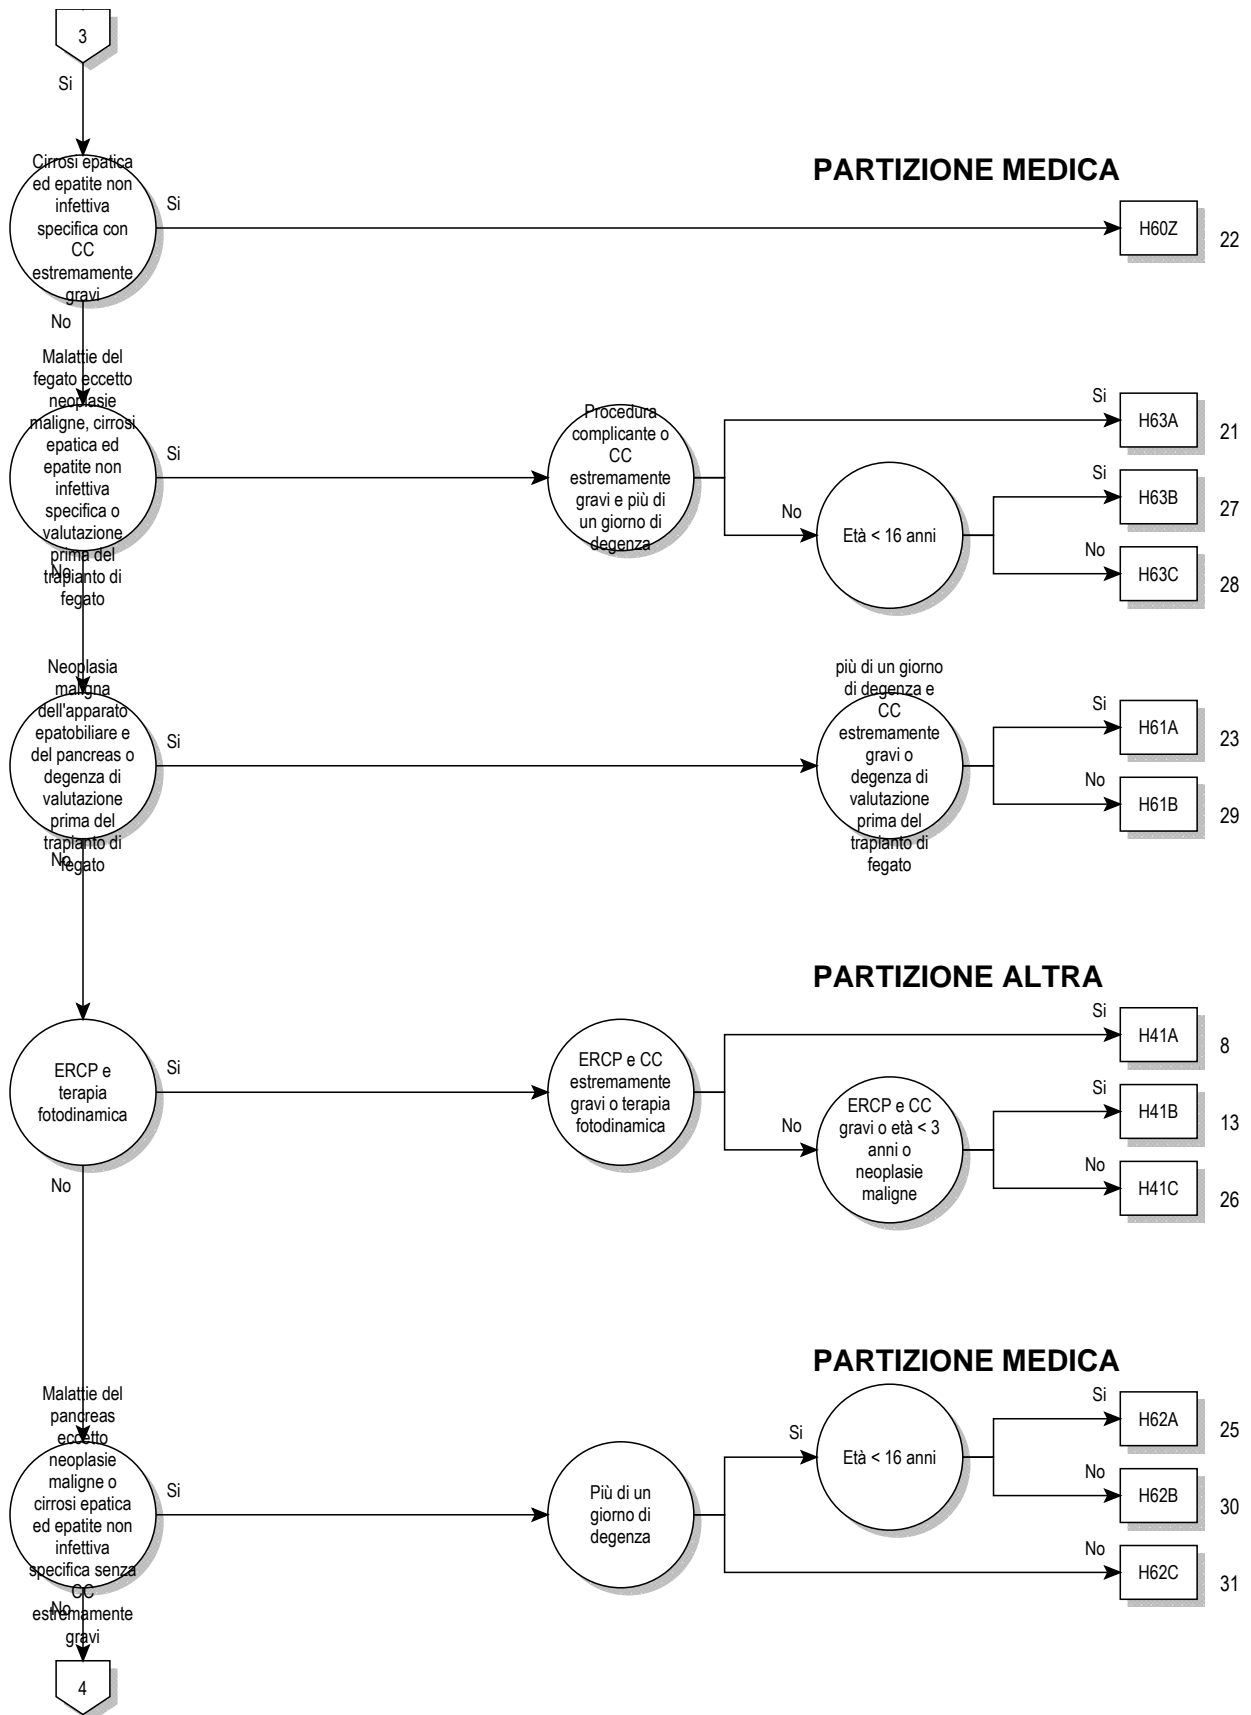 3
Si
Cirrosi epatica
ed epatite non
infettiva
specifica con
CC
estremamente
gravi
Si
No
PARTIZIONE MEDICA
H60Z
22
Malattie del
fegato eccetto
neoplasie
maligne, cirrosi
epatica ed
epatite non
infettiva
specifica o
valutazione
prima del
trapianto di
fegato
Si
No
Procedura
complicante o
CC
estremamente
gravi e più di
un giorno di
degenza
Si
H63A
21
No
Età < 16 anni
Si
H63B
27
No
H63C
28
Neoplasia
maligna
dell'apparato
epatobiliare e
del pancreas o
degenza di
valutazione
prima del
trapianto di
fegato
Si
No
più di un giorno
di degenza e
CC
estremamente
gravi o
degenza di
valutazione
prima del
trapianto di
fegato
Si
H61A
23
No
H61B
29
PARTIZIONE ALTRA
ERCP e
terapia
fotodinamica
Si
No
ERCP e CC
estremamente
gravi o terapia
fotodinamica
Si
H41A
8
No
ERCP e CC
gravi o età < 3
anni o
neoplasie
maligne
Si
H41B
13
No
H41C
26
PARTIZIONE MEDICA
Malattie del
pancreas
eccetto
neoplasie
maligne o
cirrosi epatica
ed epatite non
infettiva
specifica senza
CC
estremamente
gravi
Si
No
Più di un
giorno di
degenza
Si
Età < 16 anni
Si
H62A
25
No
H62B
30
No
H62C
31
4